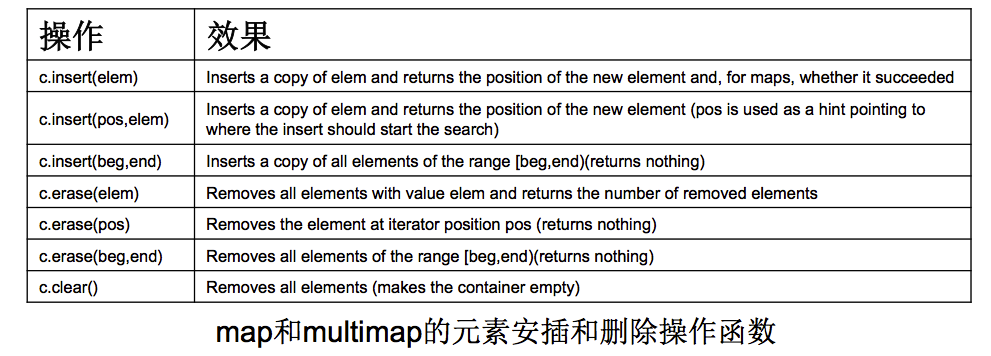 操作 效果
c.insert(elem) Inserts a copy of elem and returns the position of the new element and, for maps, whether it succeeded
c.insert(pos,elem) Inserts a copy of elem and returns the position of the new element (pos is used as a hint pointing to
where the insert should start the search)
c.insert(beg,end) Inserts a copy of all elements of the range [beg,end)(returns nothing)
c.erase(elem) Removes all elements with value elem and returns the number of removed elements
c.erase(pos) Removes the element at iterator position pos (returns nothing)
c.erase(beg,end) Removes all elements of the range [beg,end)(returns nothing)
c.clear() Removes all elements (makes the container empty)
map和multimap的元素安插和删除操作函数